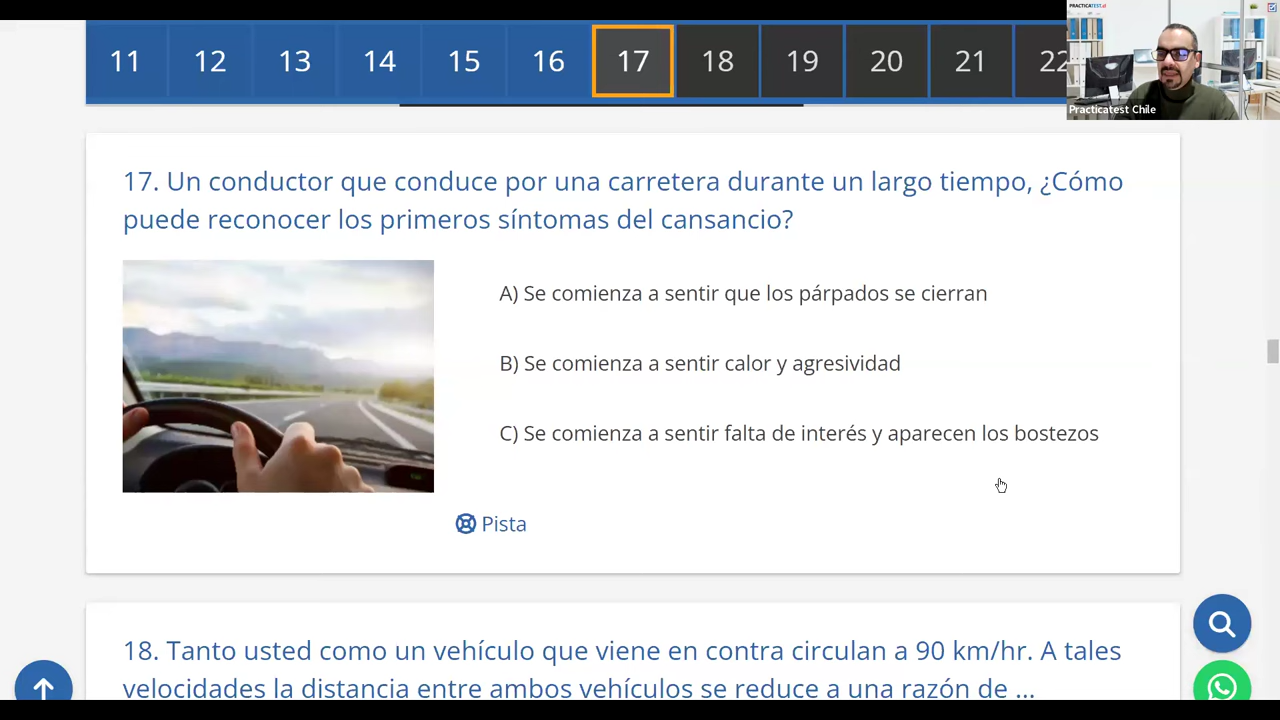 11 12 13 14 15 16 17 18 19 20 21 22
PRACTICATEST.cl
Practicatest Chile
17. Un conductor que conduce por una carretera durante un largo tiempo, ¿Cómo
puede reconocer los primeros síntomas del cansancio?
A) Se comienza a sentir que los párpados se cierran
B) Se comienza a sentir calor y agresividad
C) Se comienza a sentir falta de interés y aparecen los bostezos
Pista
18. Tanto usted como un vehículo que viene en contra circulan a 90 km/hr. A tales
velocidades la distancia entre ambos vehículos se reduce a una razón de ...